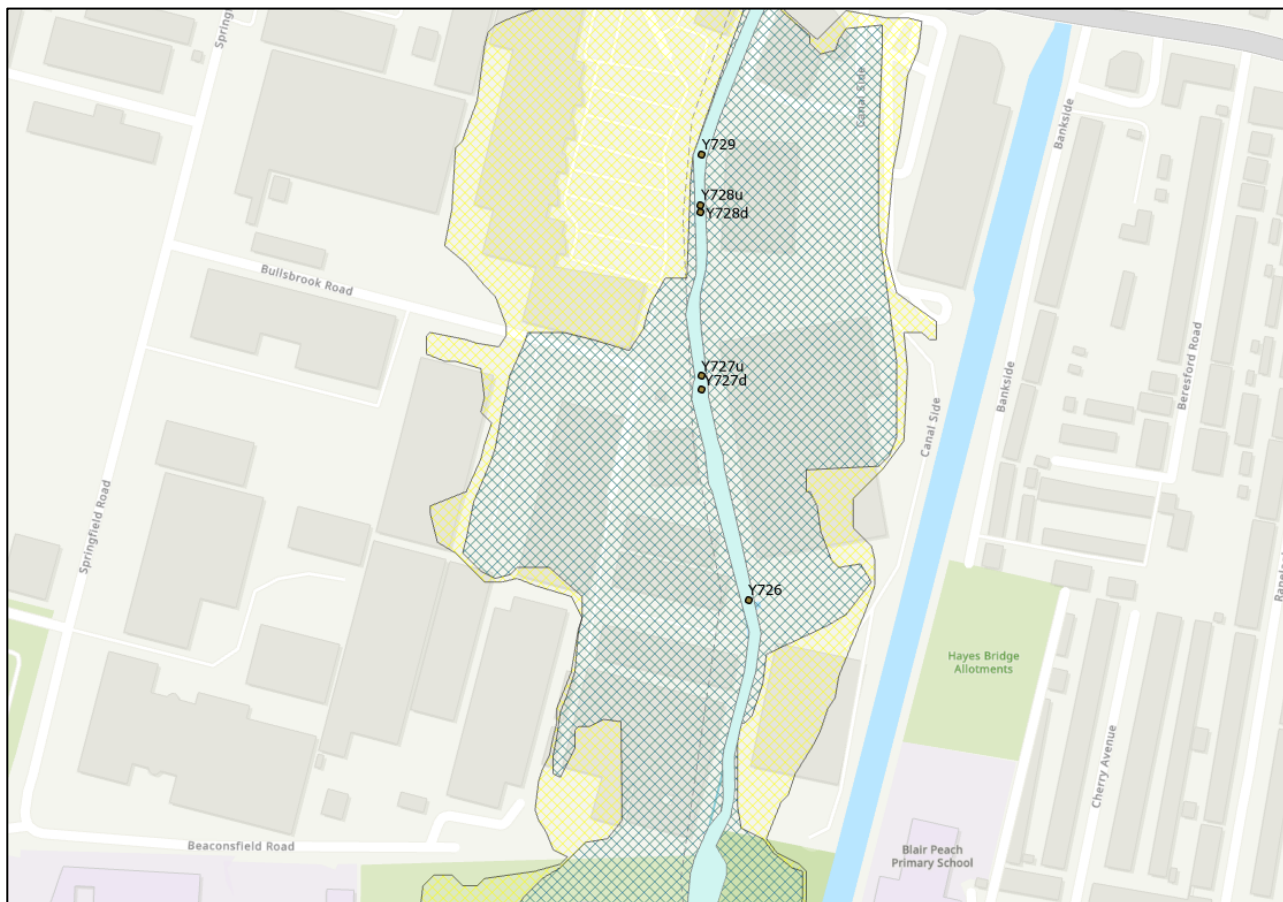 Spring
Canal Side
Bankside
Y729
Y728u
Y728d
Bullsbrook Road
Beresford Road
Y727u
Y727d
Bankside
Canal Side
Springfield Road
Y726
Hayes Bridge
Allotments
Cherry Avenue
Beaconsfield Road
Blair Peach
Primary School